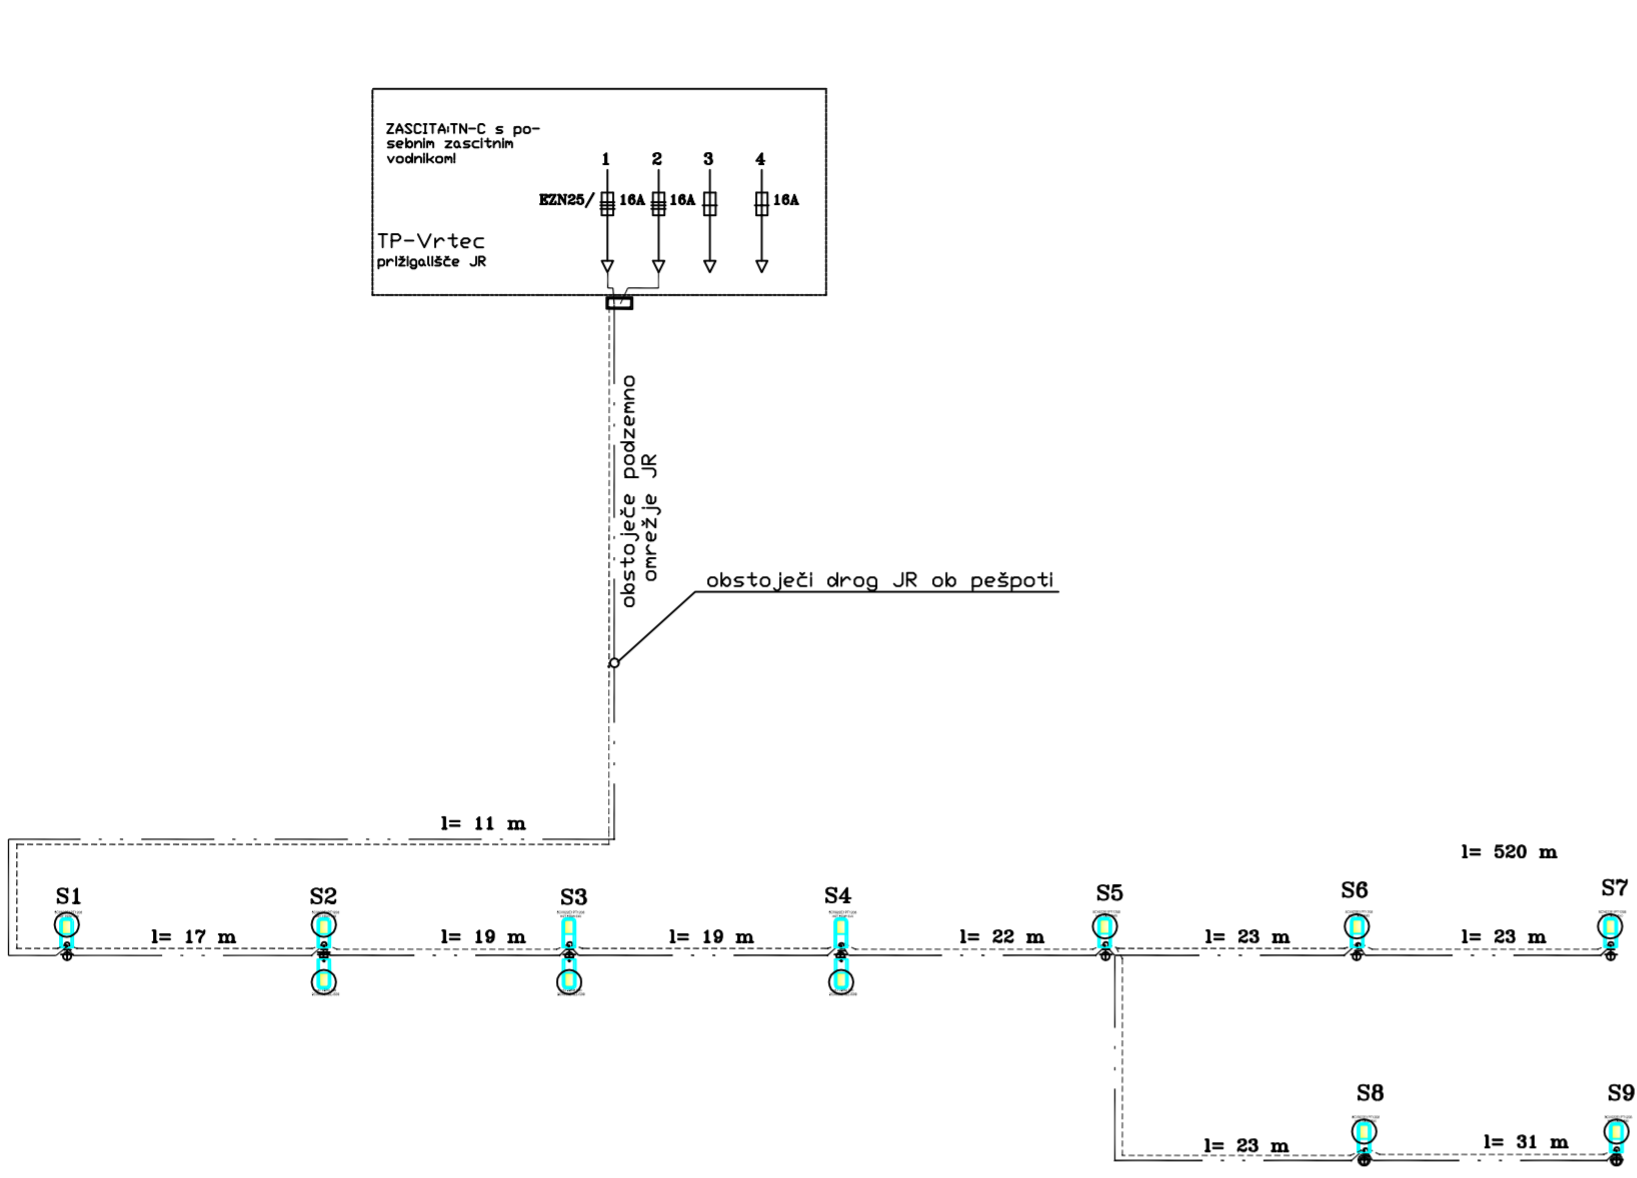 ZASCITA:TN-C s po-
sebnim zascitnim
vodnikom!
1 2 3 4
EZN25/ 16A 16A 16A
TP-Vrtec
prižigališče JR
obstoječe podzemno
omrežje JR
obstoječi drog JR ob pešpoti
l= 11 m
l= 520 m
S1 S2 S3 S4 S5 S6 S7
l= 17 m l= 19 m l= 19 m l= 22 m l= 23 m l= 23 m
S8 S9
l= 23 m l= 31 m